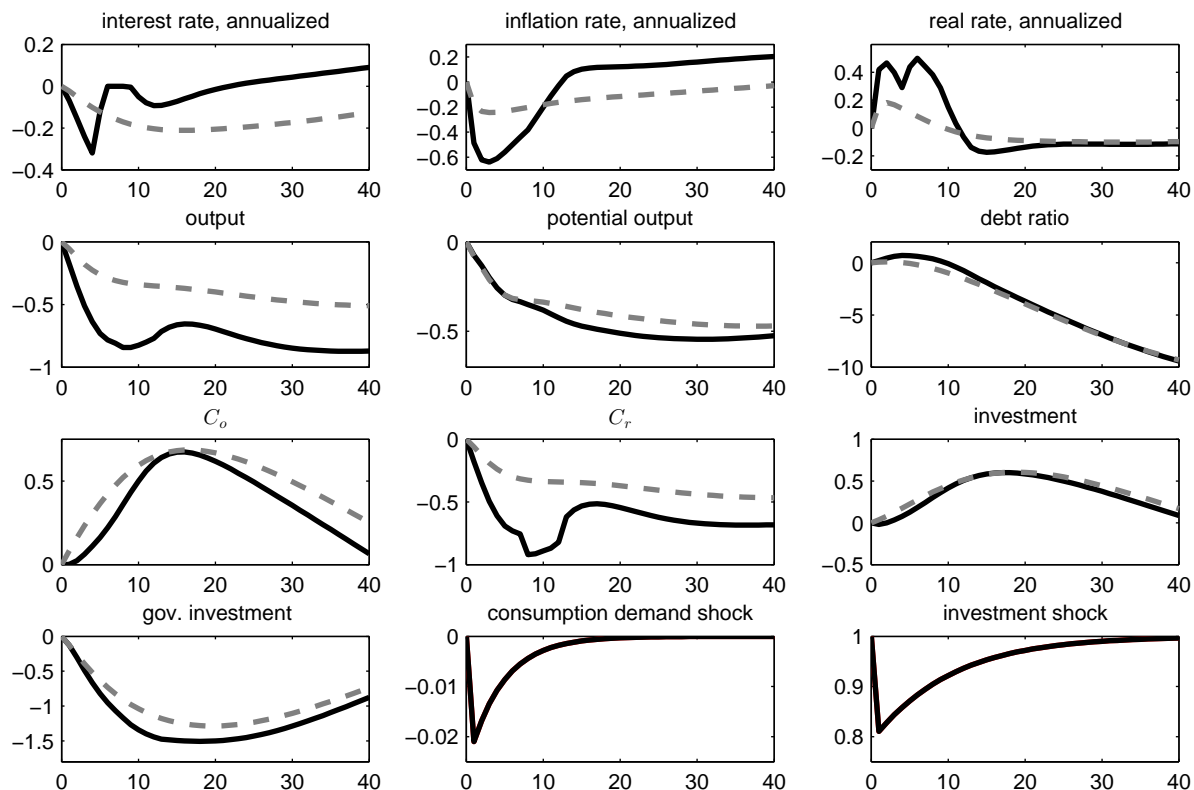 interest rate, annualized
0.2
0
−0.2
−0.4
0 10 20 30 40
inflation rate, annualized
0.2
0
−0.2
−0.4
−0.6
0 10 20 30 40
real rate, annualized
0.4
0.2
0
−0.2
0 10 20 30 40
output
0
−0.5
−1
0 10 20 30 40
potential output
0
−0.5
0 10 20 30 40
debt ratio
0
−5
−10
0 10 20 30 40
C_o
0.5
0
0 10 20 30 40
C_r
0
−0.5
−1
0 10 20 30 40
investment
1
0.5
0
−0.5
0 10 20 30 40
gov. investment
0
−0.5
−1
−1.5
0 10 20 30 40
consumption demand shock
0
−0.01
−0.02
0 10 20 30 40
investment shock
1
0.9
0.8
0 10 20 30 40